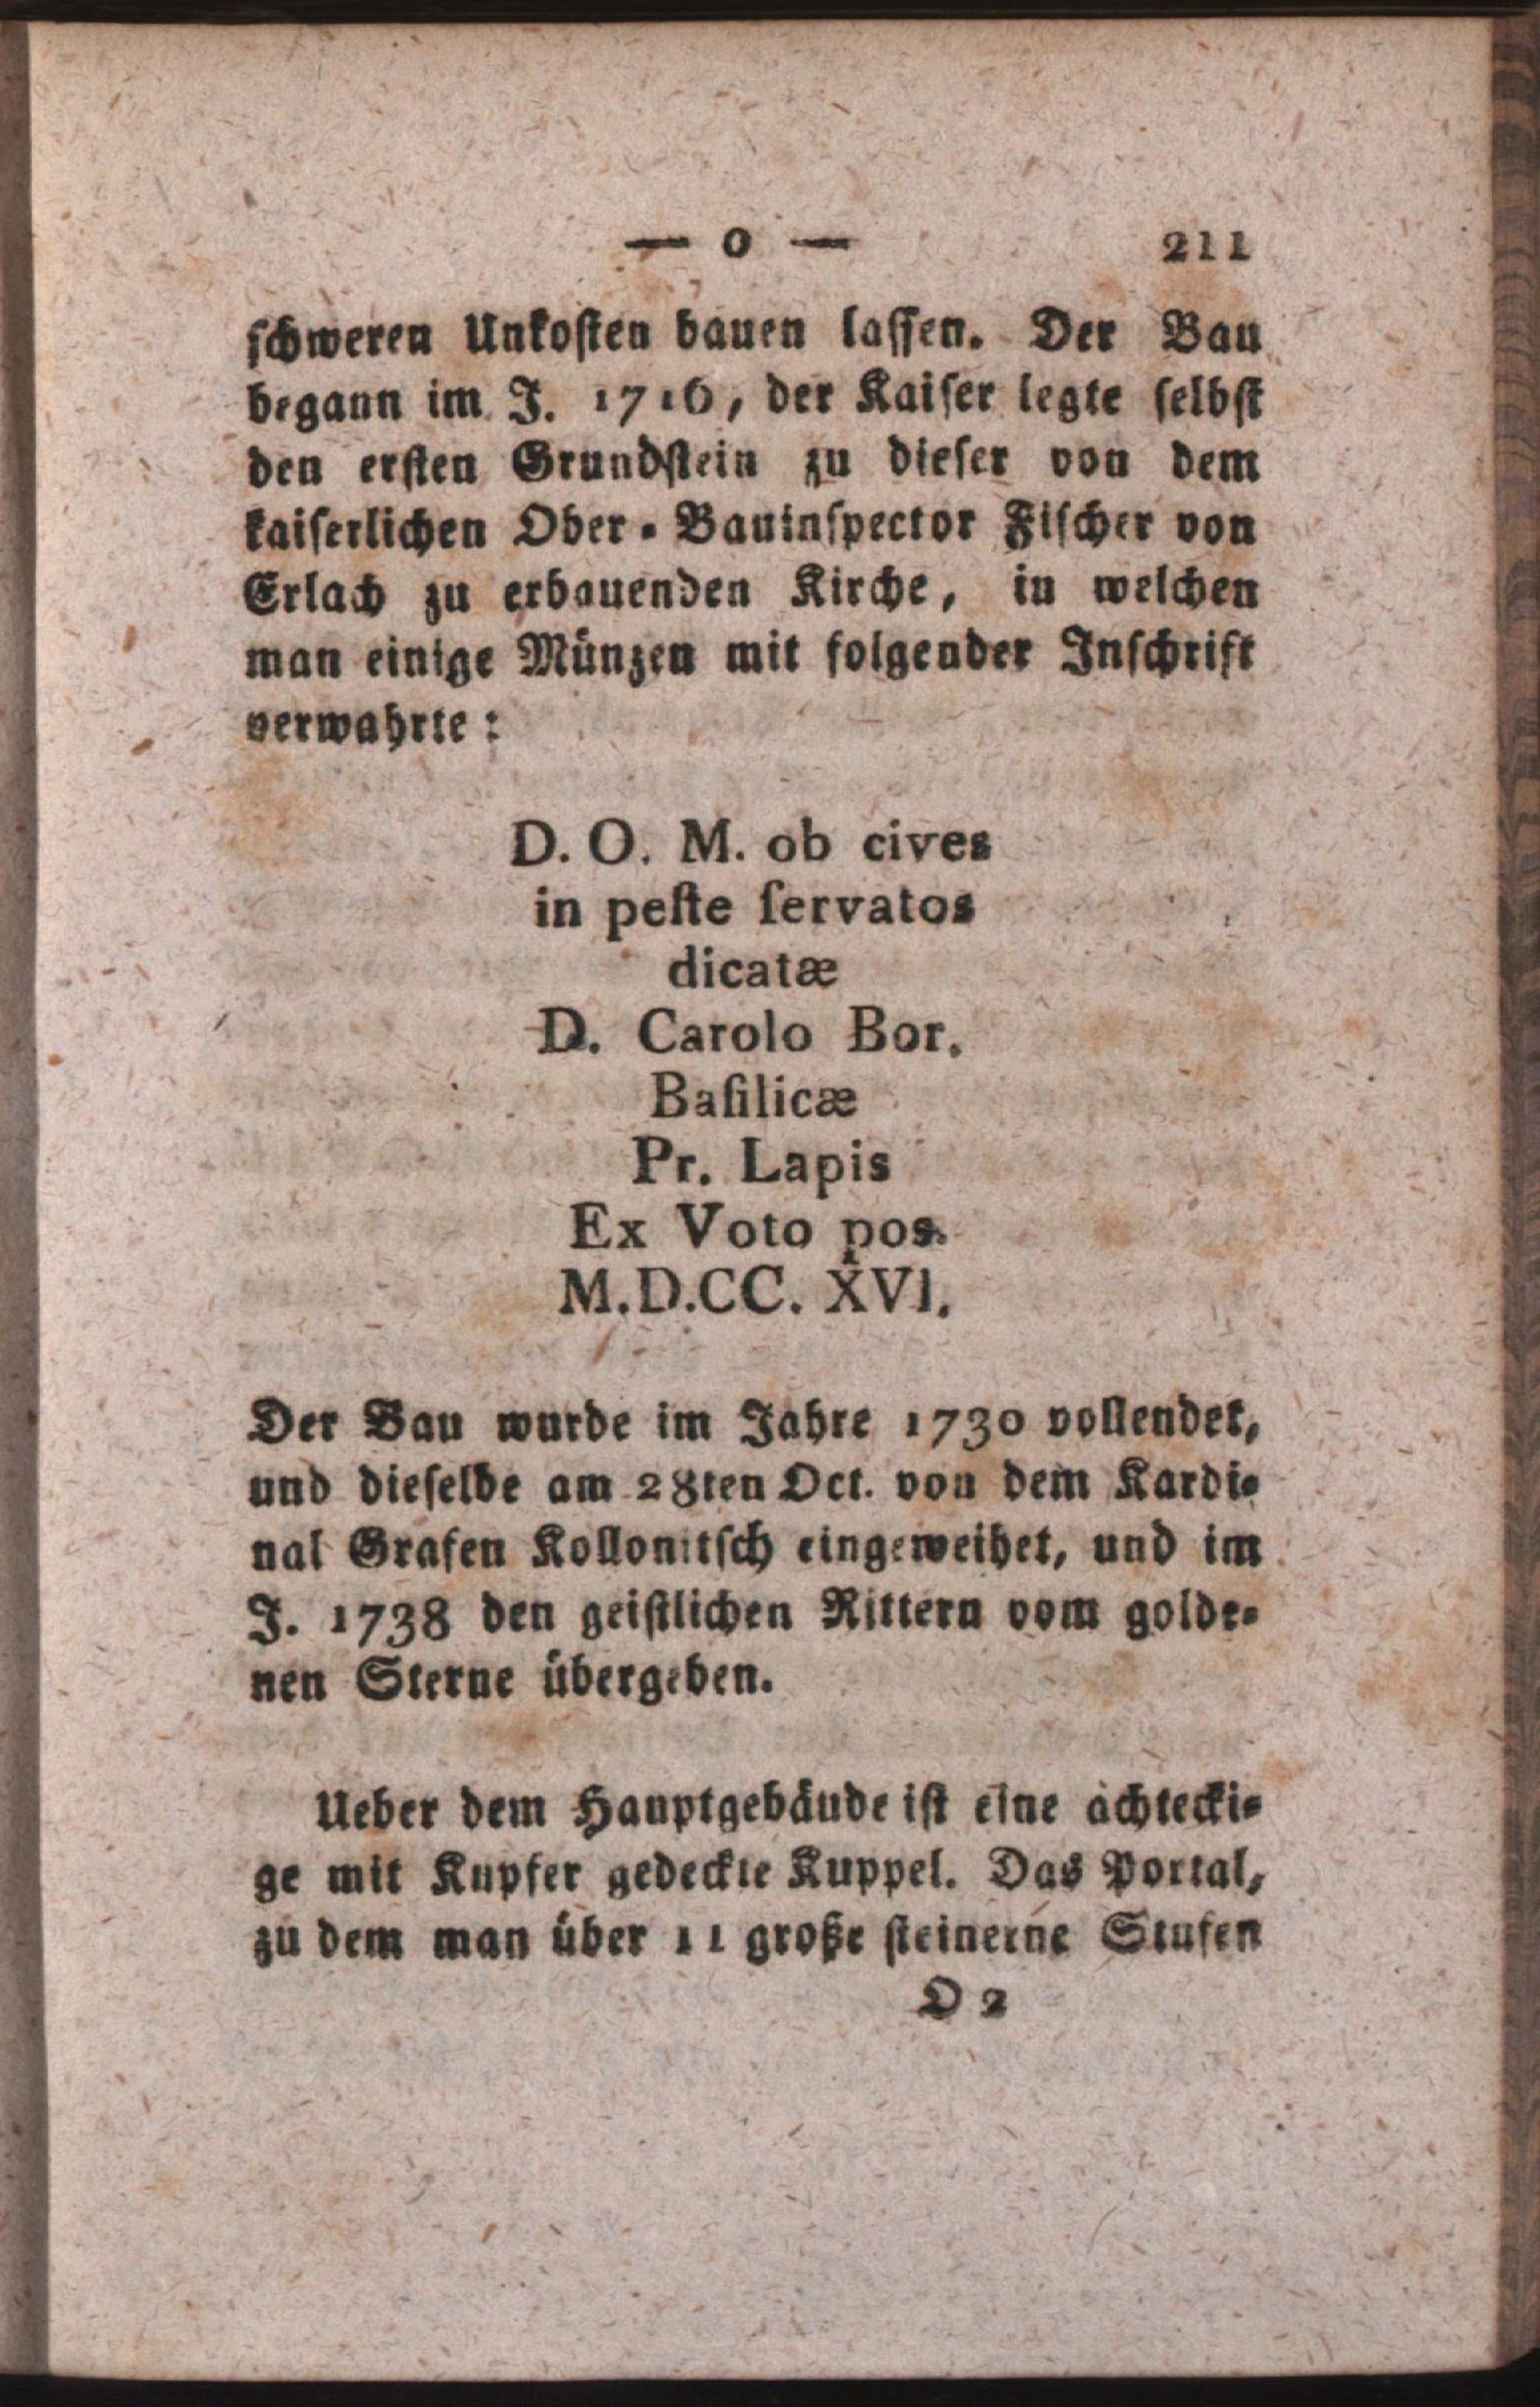 — o — 211
schweren Unkosten bauen lassen. Der Bau
begann im J. 1716, der Kaiser legte selbst
den ersten Grundstein zu dieser von dem
kaiserlichen Ober-Bauinspector Fischer von
Erlach zu erbauenden Kirche, in welchen
man einige Münzen mit folgender Inschrift
verwahrte:
D. O. M. ob cives
in peſte ſervatos
dicatæ
D. Carolo Bor.
Baſilicæ
Pr. Lapis
Ex Voto pos.
M.D.CC. XVI.
Der Bau wurde im Jahre 1730 vollendet,
und dieselbe am 28ten Oct. von dem Kardi-
nal Grafen Kollonitsch eingeweihet, und im
J. 1738 den geistlichen Rittern vom golde-
nen Sterne übergeben.
Ueber dem Hauptgebäude ist eine achtecki-
ge mit Kupfer gedeckte Kuppel. Das Portal,
zu dem man über 11 große steinerne Stufen
O 2